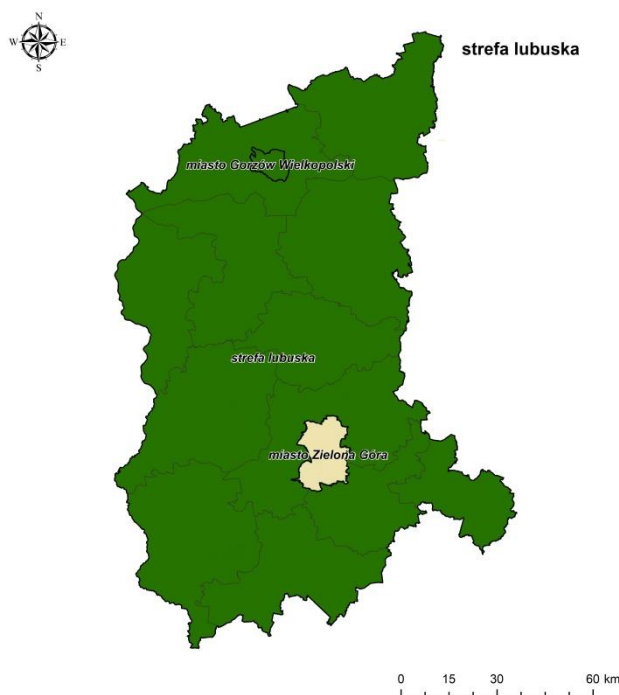 N
W E
S
strefa lubuska
miasto Gorzów Wielkopolski
strefa lubuska
miasto Zielona Góra
0 15 30 60 km